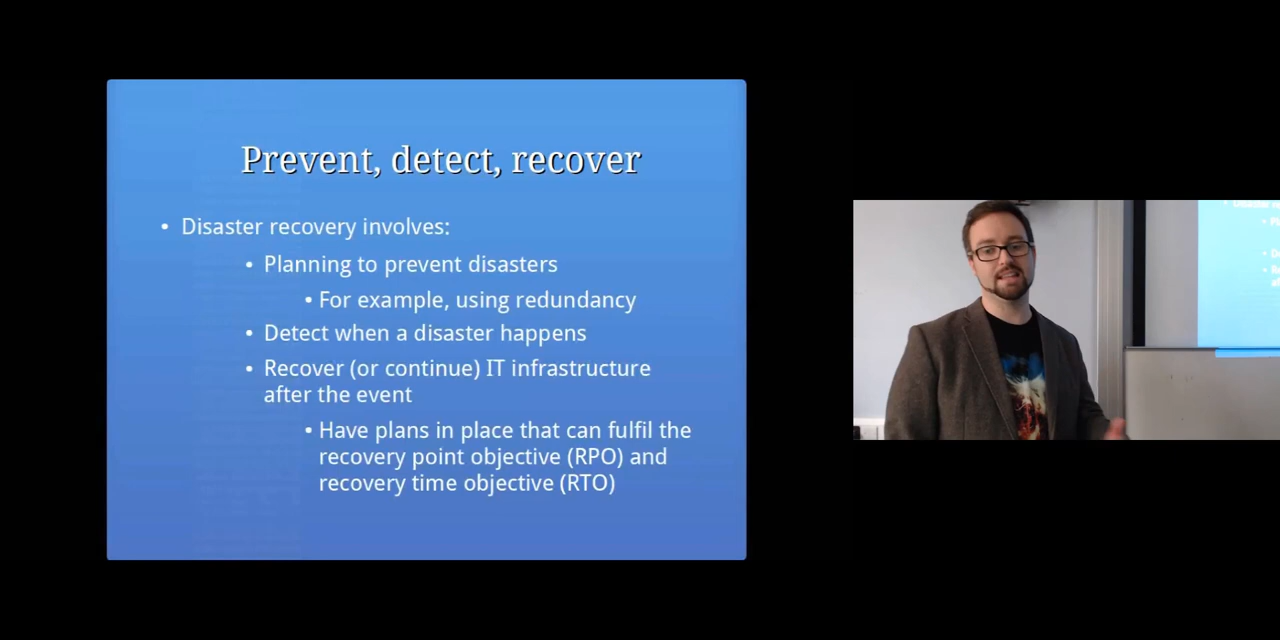 Prevent, detect, recover
• Disaster recovery involves:
• Planning to prevent disasters
• For example, using redundancy
• Detect when a disaster happens
• Recover (or continue) IT infrastructure
after the event
• Have plans in place that can fulfil the
recovery point objective (RPO) and
recovery time objective (RTO)